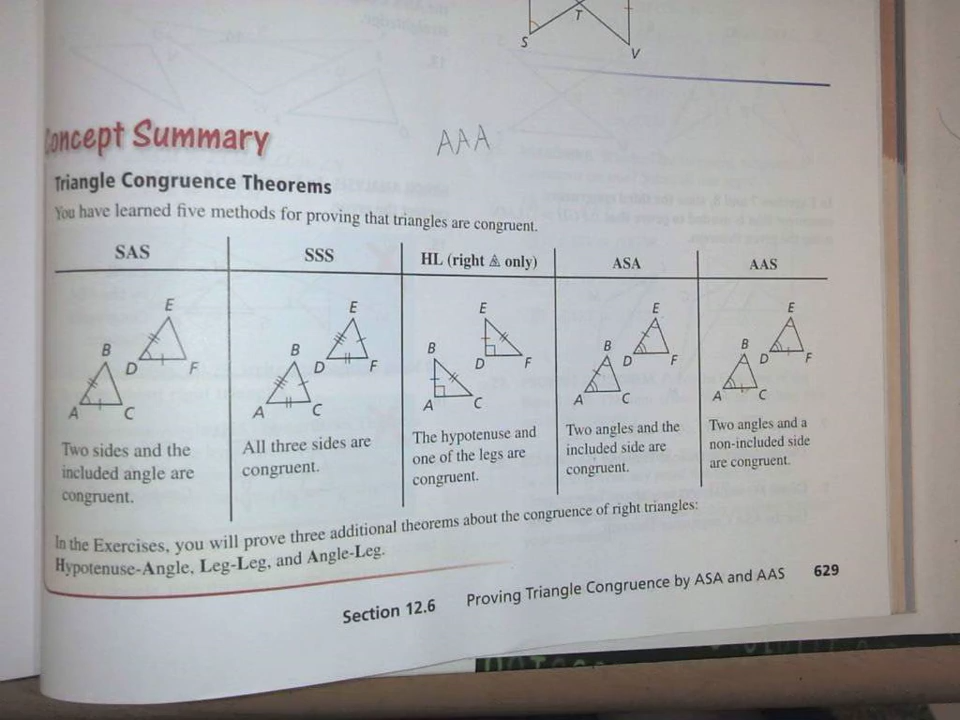 T
S
V
Concept Summary
AAA
Triangle Congruence Theorems
You have learned five methods for proving that triangles are congruent.
SAS
SSS
HL (right △ only)
ASA
AAS
E
B
D
F
A
C
E
B
D
F
A
C
E
B
D
F
A
C
E
B
D
F
A
C
E
B
D
F
A
C
Two sides and the
included angle are
congruent.
All three sides are
congruent.
The hypotenuse and
one of the legs are
congruent.
Two angles and the
included side are
congruent.
Two angles and a
non-included side
are congruent.
In the Exercises, you will prove three additional theorems about the congruence of right triangles:
Hypotenuse-Angle, Leg-Leg, and Angle-Leg.
Section 12.6 Proving Triangle Congruence by ASA and AAS 629